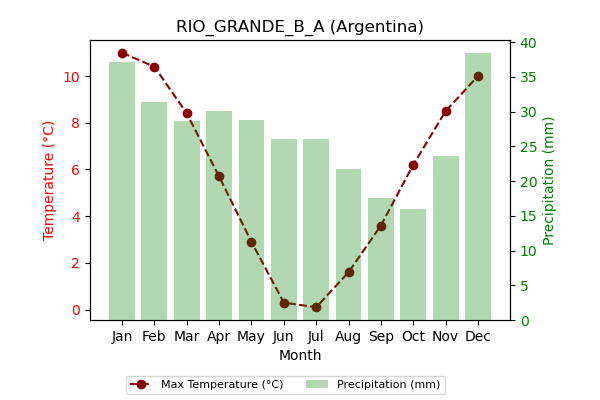 RIO_GRANDE_B_A (Argentina)
Temperature (°C)
10
8
6
4
2
0
40
35
30
25
20
15
10
5
0
Precipitation (mm)
Jan Feb Mar Apr May Jun Jul Aug Sep Oct Nov Dec
Month
Max Temperature (°C) Precipitation (mm)